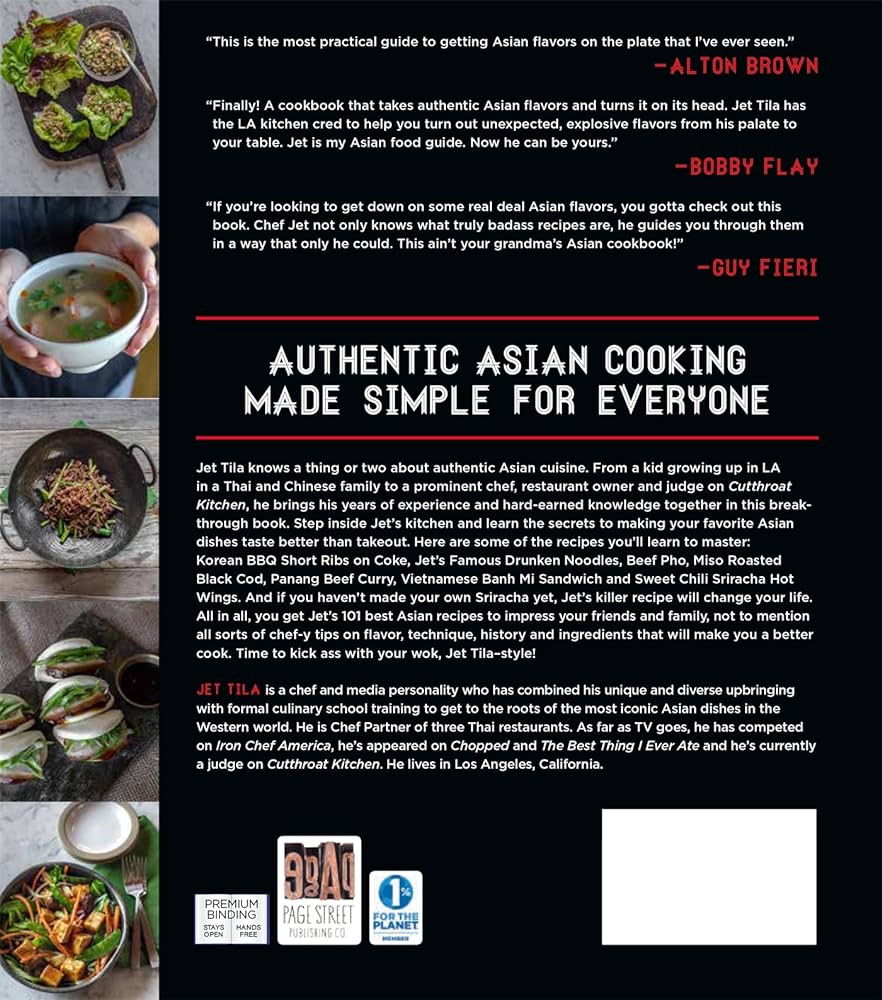 “This is the most practical guide to getting Asian flavors on the plate that I’ve ever seen.”
–ALTON BROWN
“Finally! A cookbook that takes authentic Asian flavors and turns it on its head. Jet Tila has
the LA kitchen cred to help you turn out unexpected, explosive flavors from his palate to
your table. Jet is my Asian food guide. Now he can be yours.”
–BOBBY FLAY
“If you’re looking to get down on some real deal Asian flavors, you gotta check out this
book. Chef Jet not only knows what truly badass recipes are, he guides you through them
in a way that only he could. This ain’t your grandma’s Asian cookbook!”
–GUY FIERI
AUTHENTIC ASIAN COOKING
MADE SIMPLE FOR EVERYONE
Jet Tila knows a thing or two about authentic Asian cuisine. From a kid growing up in LA
in a Thai and Chinese family to a prominent chef, restaurant owner and judge on Cutthroat
Kitchen, he brings his years of experience and hard-earned knowledge together in this break-
through book. Step inside Jet’s kitchen and learn the secrets to making your favorite Asian
dishes taste better than takeout. Here are some of the recipes you’ll learn to master:
Korean BBQ Short Ribs on Coke, Jet’s Famous Drunken Noodles, Beef Pho, Miso Roasted
Black Cod, Panang Beef Curry, Vietnamese Banh Mi Sandwich and Sweet Chili Sriracha Hot
Wings. And if you haven’t made your own Sriracha yet, Jet’s killer recipe will change your life.
All in all, you get Jet’s 101 best Asian recipes to impress your friends and family, not to mention
all sorts of chef-y tips on flavor, technique, history and ingredients that will make you a better
cook. Time to kick ass with your wok, Jet Tila–style!
JET TILA is a chef and media personality who has combined his unique and diverse upbringing
with formal culinary school training to get to the roots of the most iconic Asian dishes in the
Western world. He is Chef Partner of three Thai restaurants. As far as TV goes, he has competed
on Iron Chef America, he’s appeared on Chopped and The Best Thing I Ever Ate and he’s currently
a judge on Cutthroat Kitchen. He lives in Los Angeles, California.
PREMIUM
BINDING
STAYS
OPEN
HANDS
FREE
PAGE STREET
PUBLISHING CO.
1%
FOR THE
PLANET
MEMBER